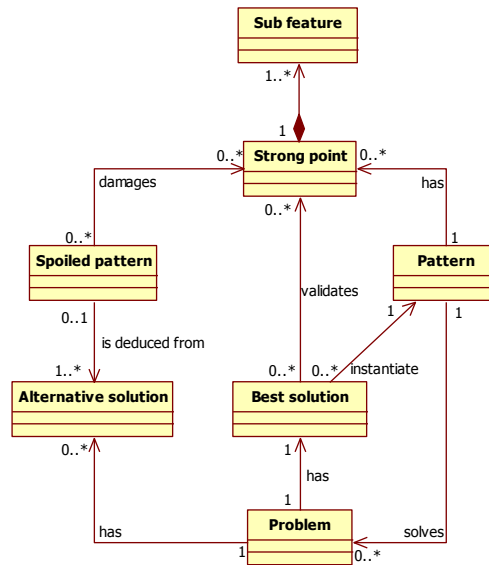 Sub feature
1..*
1
0..*
Strong point
0..*
damages
has
0..*
0..*
1
Spoiled pattern
Pattern
0..1
validates
1
1
is deduced from
1..*
0..*
0..*
instantiate
Alternative solution
Best solution
0..*
1
has
1
has
Problem
solves
1
0..*